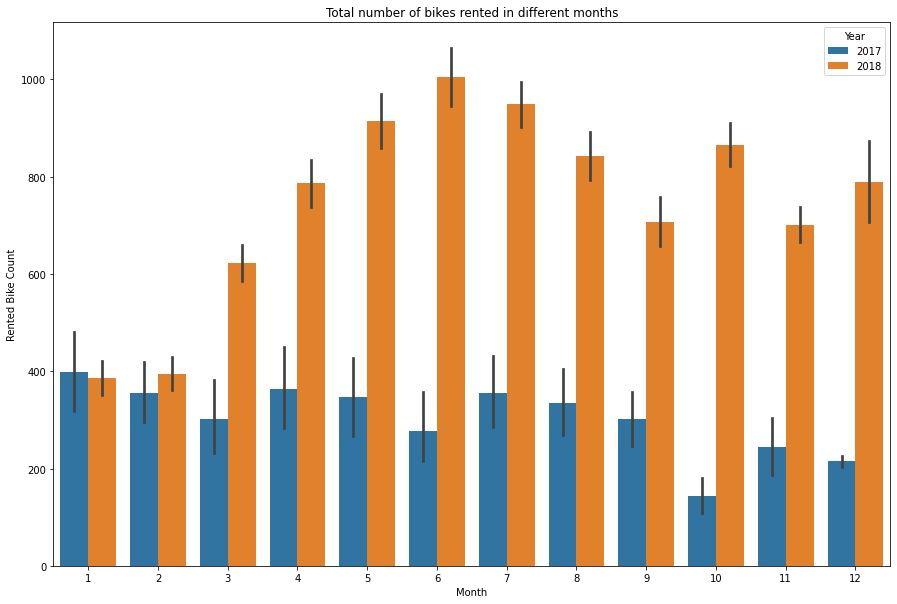 Total number of bikes rented in different months
Year
2017
2018
1000
800
600
400
200
0
Rented Bike Count
1 2 3 4 5 6 7 8 9 10 11 12
Month